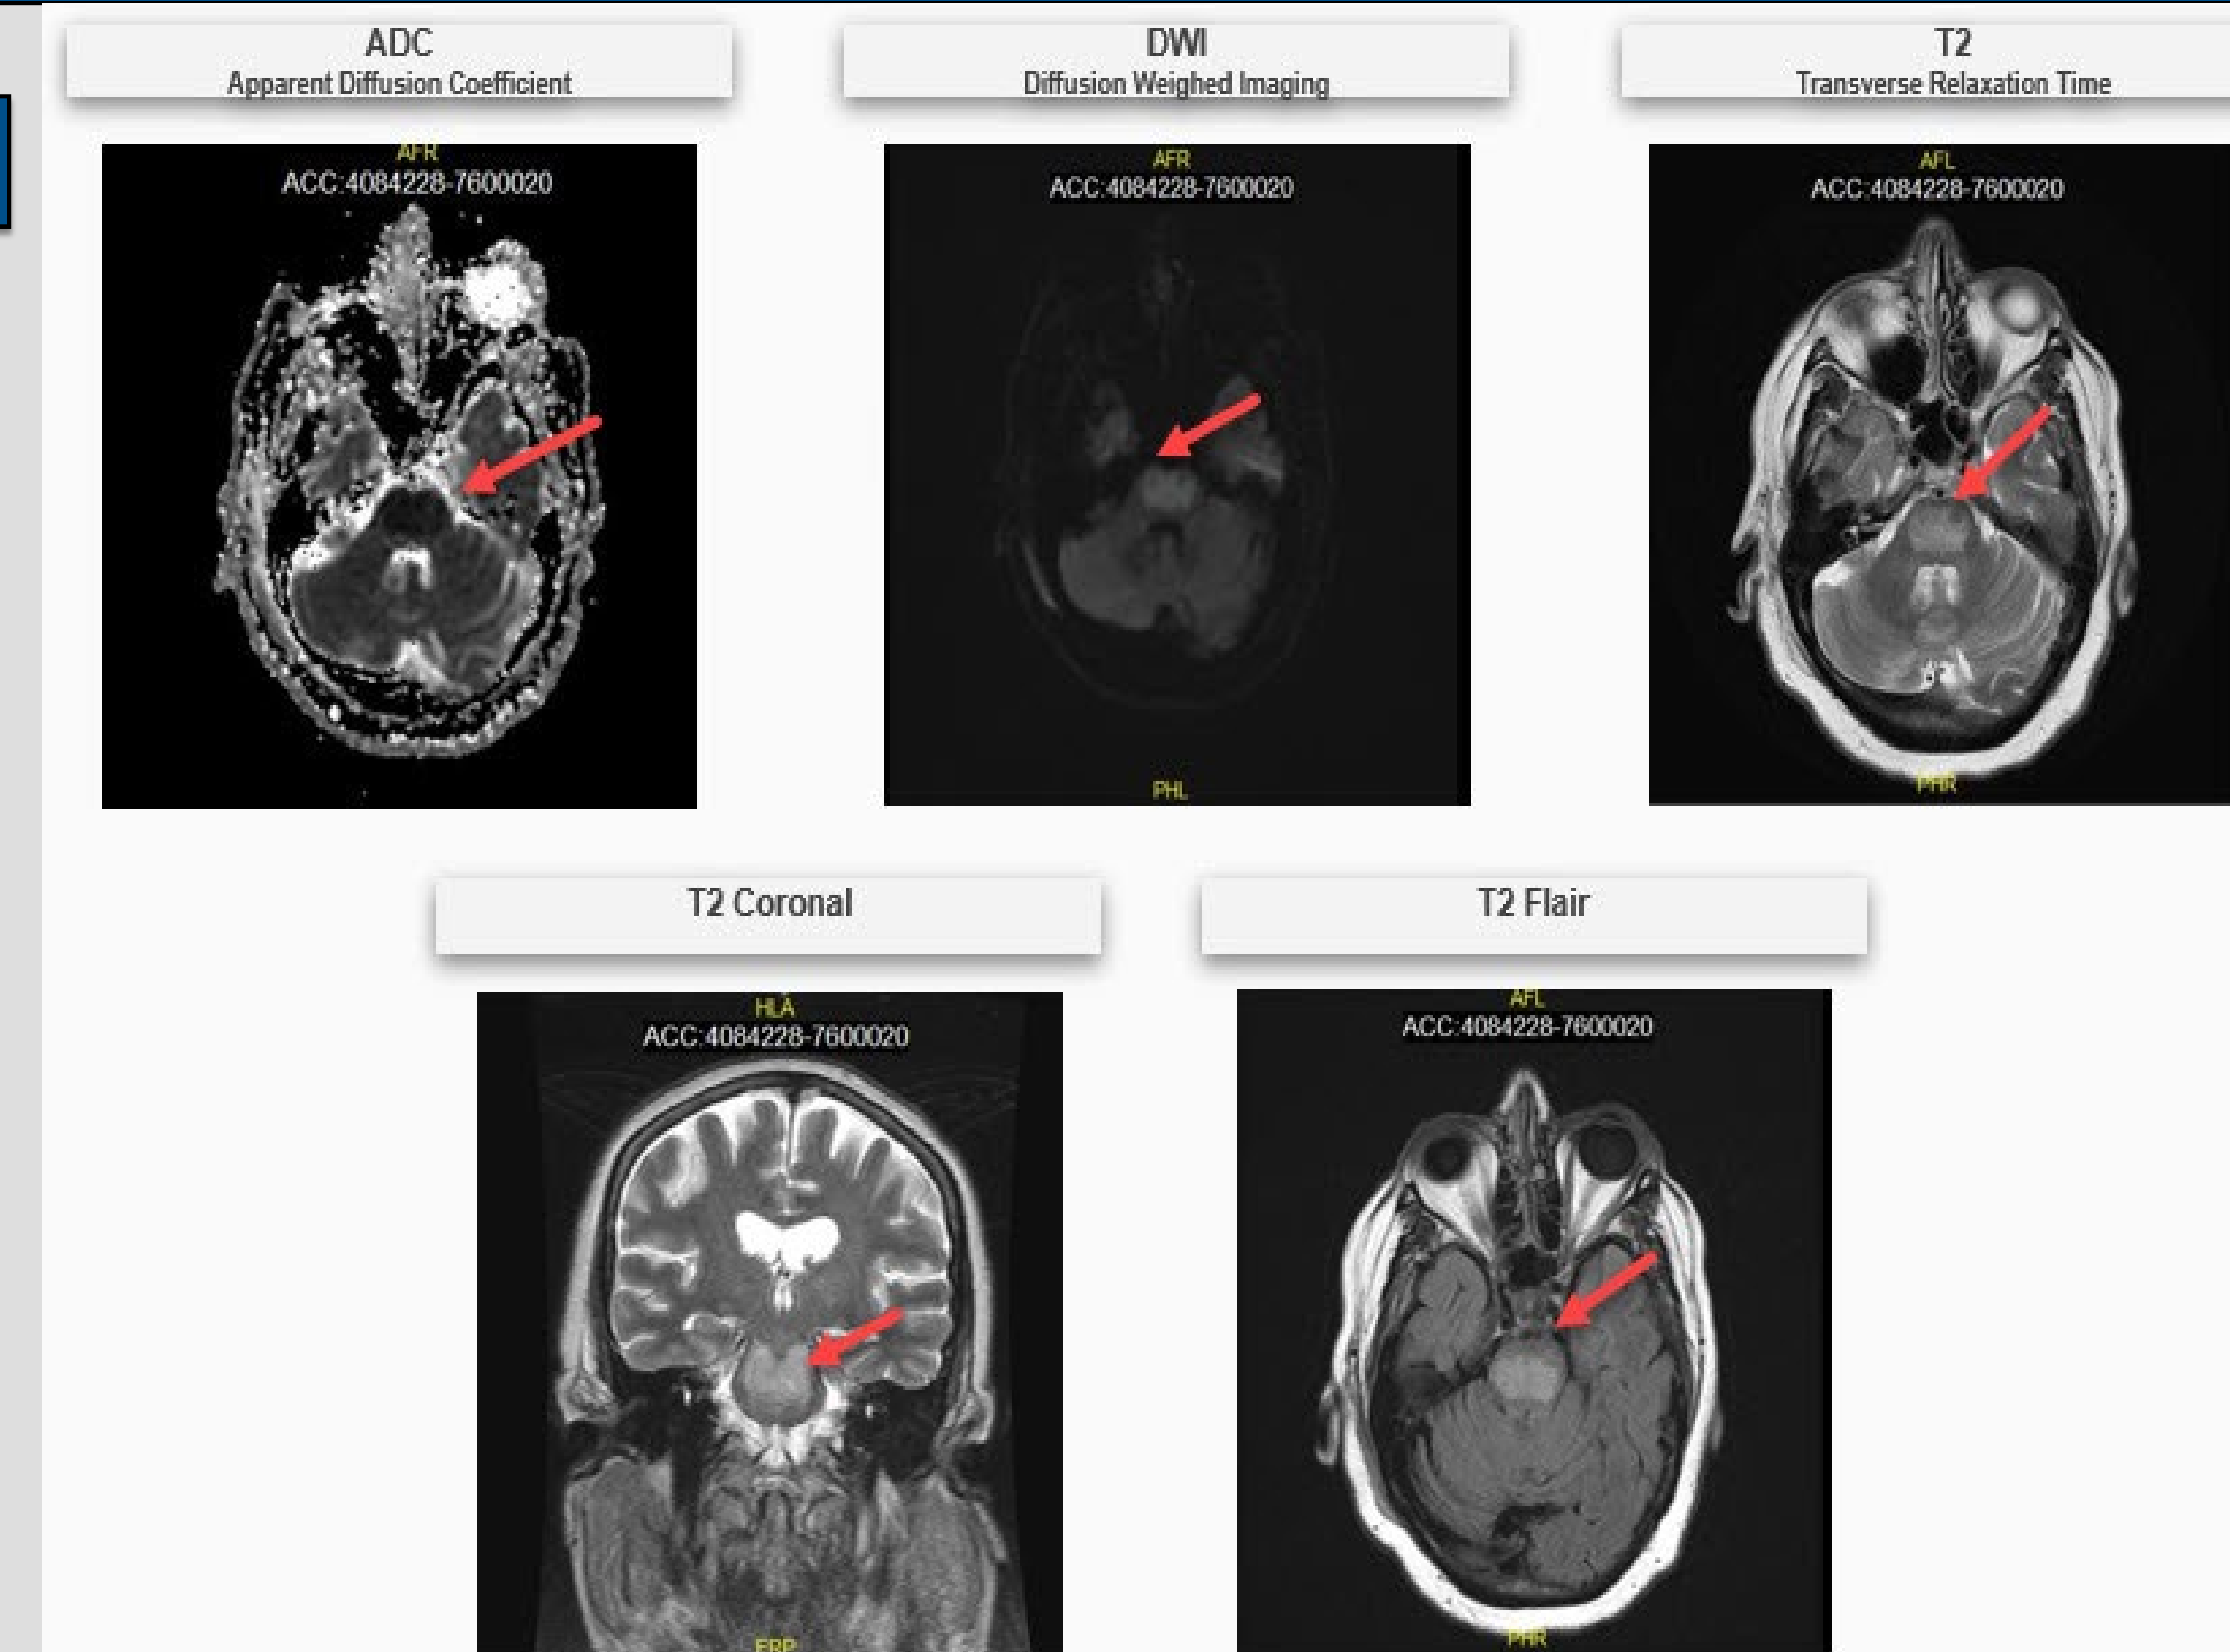 ADC
Apparent Diffusion Coefficient
DWI
Diffusion Weighed Imaging
T2
Transverse Relaxation Time
AFR
ACC:4084228-7600020
AFR
ACC:4084228-7600020
PHL
AFL
ACC:4084228-7600020
PHR
T2 Coronal
T2 Flair
HLA
ACC:4084228-7600020
AFL
ACC:4084228-7600020
PHR